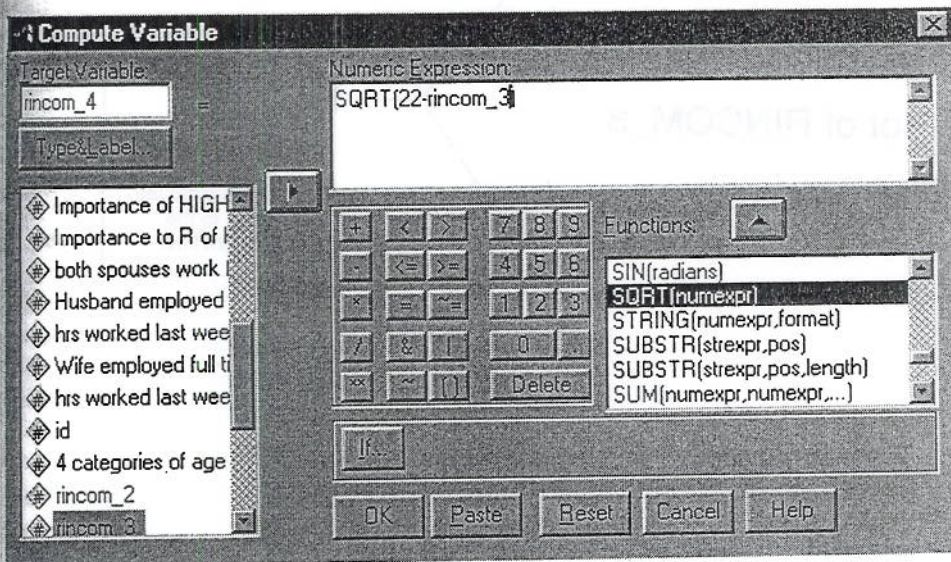 Compute Variable
Target Variable:
rincom_4
=
Type&Label...
Numeric Expression:
SQRT(22-rincom_3
Importance of HIGH
Importance to R of
both spouses work
Husband employed
hrs worked last wee
Wife employed full ti
hrs worked last wee
id
4 categories of age
rincom_2
rincom_3
+ < > 7 8 9
- <= >= 4 5 6
* = ~= 1 2 3
/ & | 0 .
** ~ () Delete
Functions:
SIN(radians)
SQRT(numexpr)
STRING(numexpr,format)
SUBSTR(strexpr,pos)
SUBSTR(strexpr,pos,length)
SUM(numexpr,numexpr,...)
If...
OK Paste Reset Cancel Help